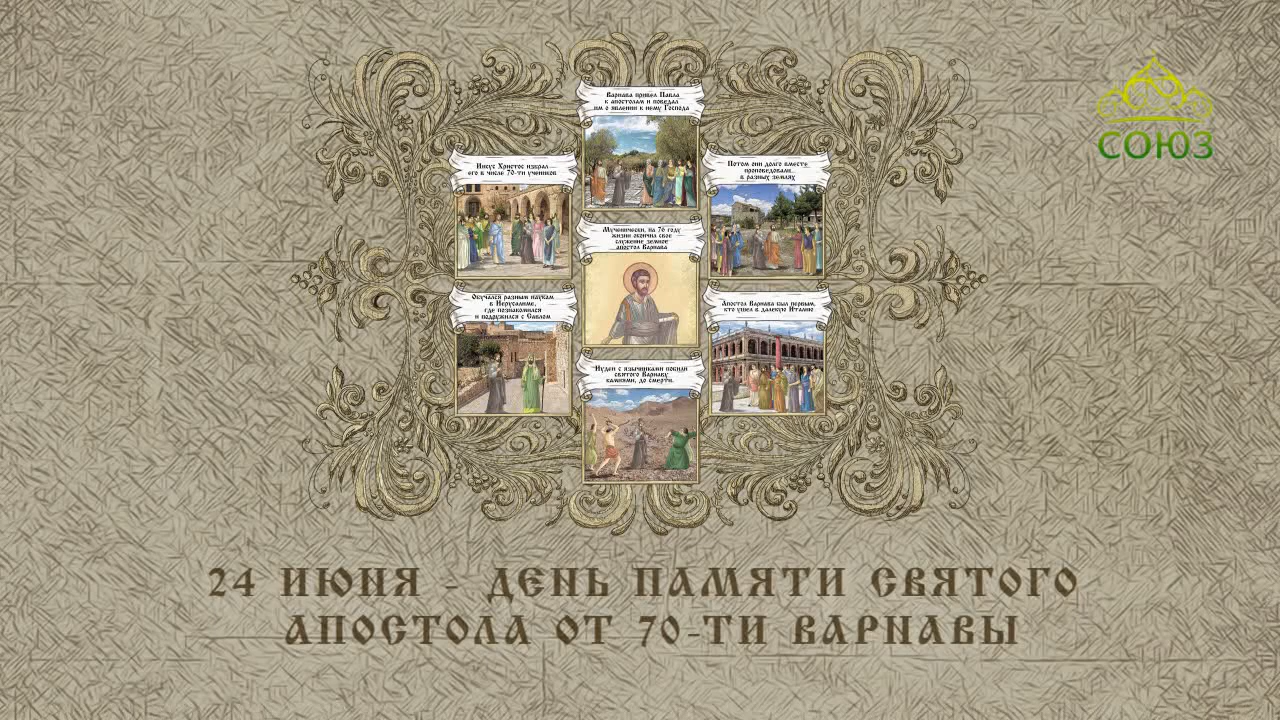 СОЮЗ
Варнава привел Павла
к апостолам и поведал
им о явлении к нему Господа
Иисус Христос избрал
его в числе 70-ти учеников
Потом они долго вместе
проповедовали...
в разных землях
Мученически, на 76 году
жизни окончил свое
служение земное
апостол Варнава
Обучался разным наукам
в Иерусалиме,
где познакомился
и подружился с Савлом
Апостол Варнава был первым,
кто ушел в далекую Италию
Иудеи с язычниками побили
святого Варнаву
камнями, до смерти.
24 ИЮНЯ - ДЕНЬ ПАМЯТИ СВЯТОГО
АПОСТОЛА ОТ 70-ТИ ВАРНАВЫ